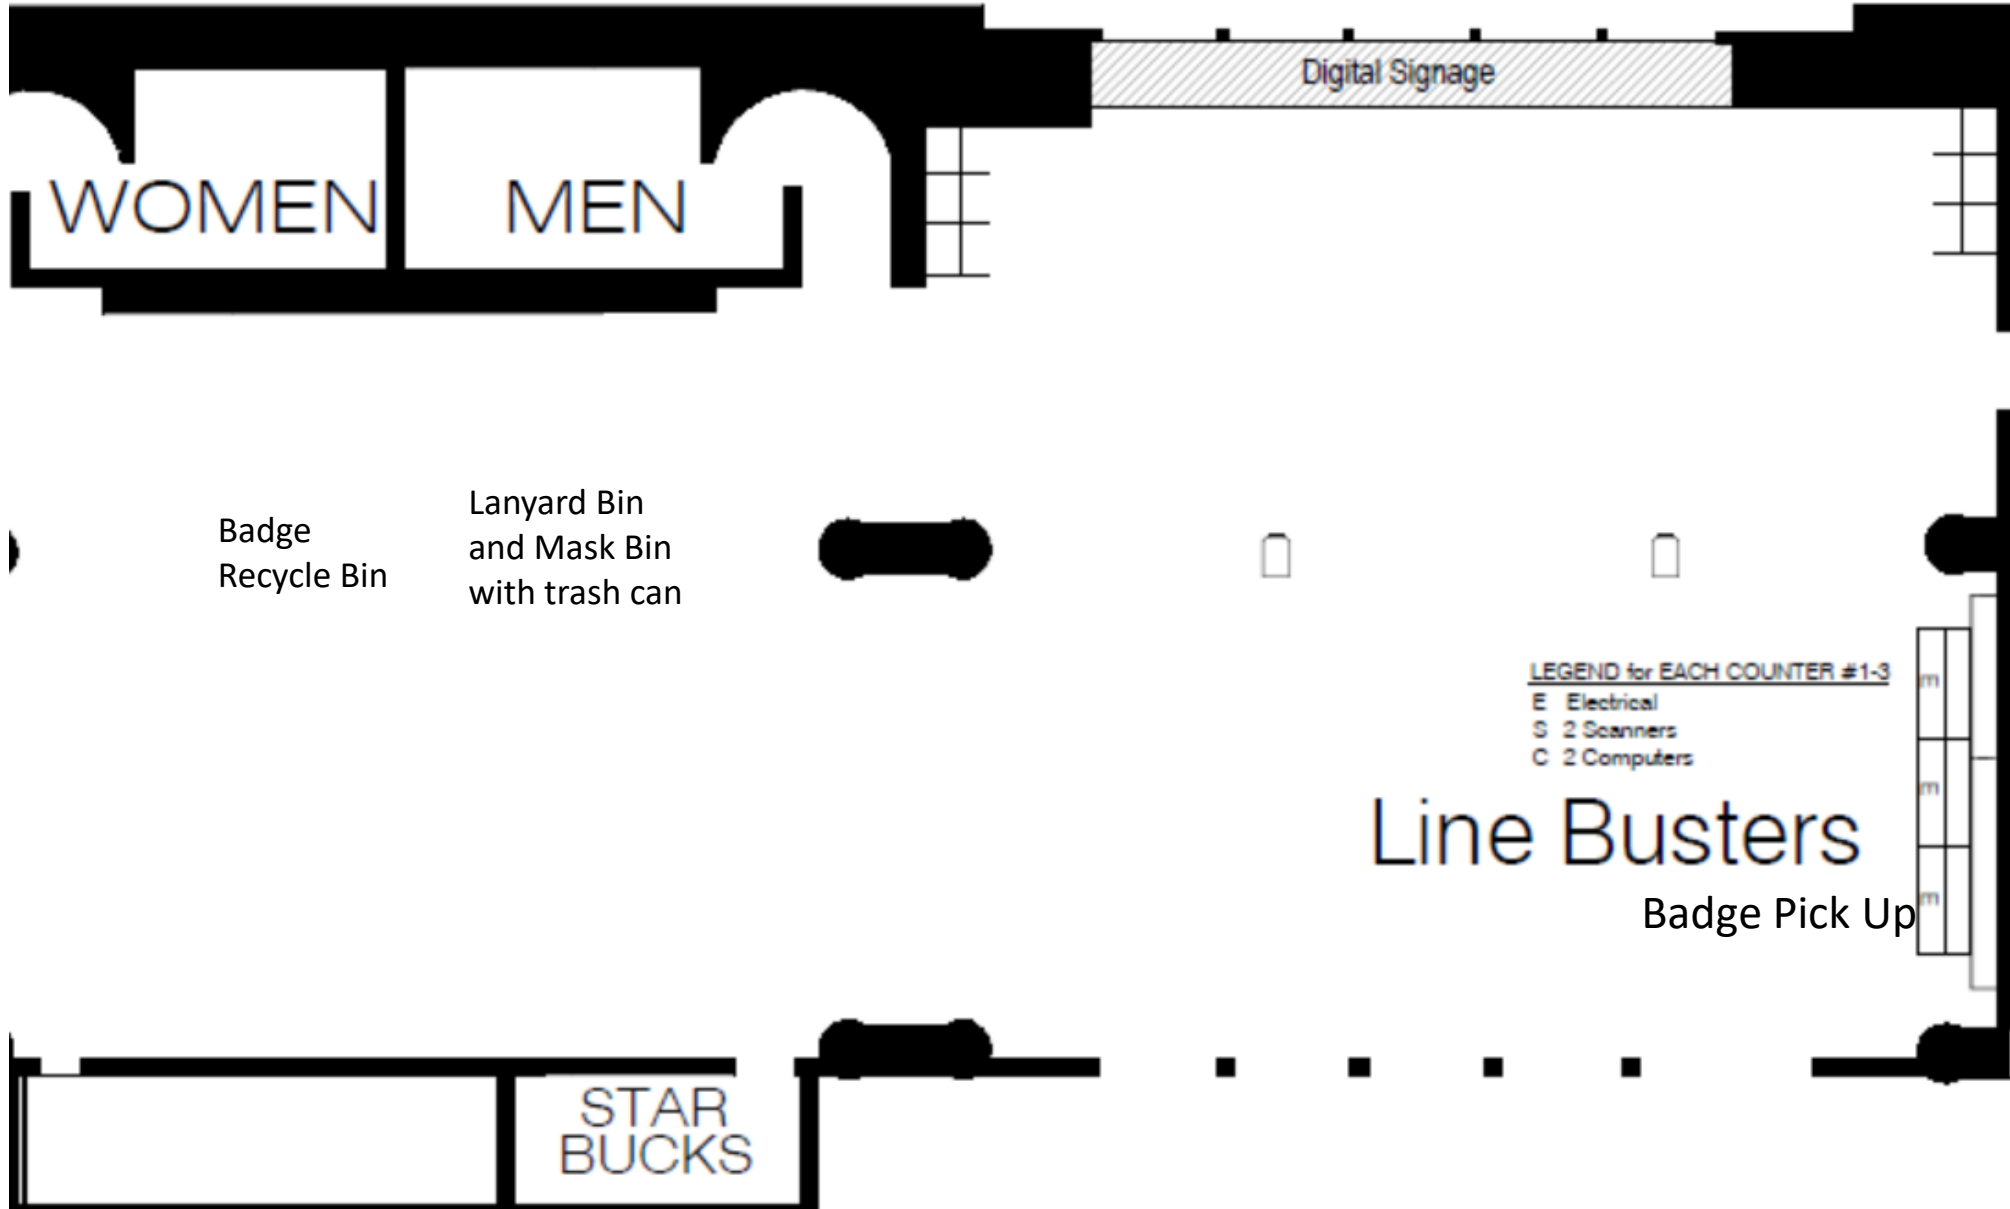 Digital Signage
WOMEN
MEN
Badge
Recycle Bin
Lanyard Bin
and Mask Bin
with trash can
LEGEND for EACH COUNTER #1-3
E Electrical
S 2 Scanners
C 2 Computers
E
E
E
Line Busters
Badge Pick Up
STAR
BUCKS